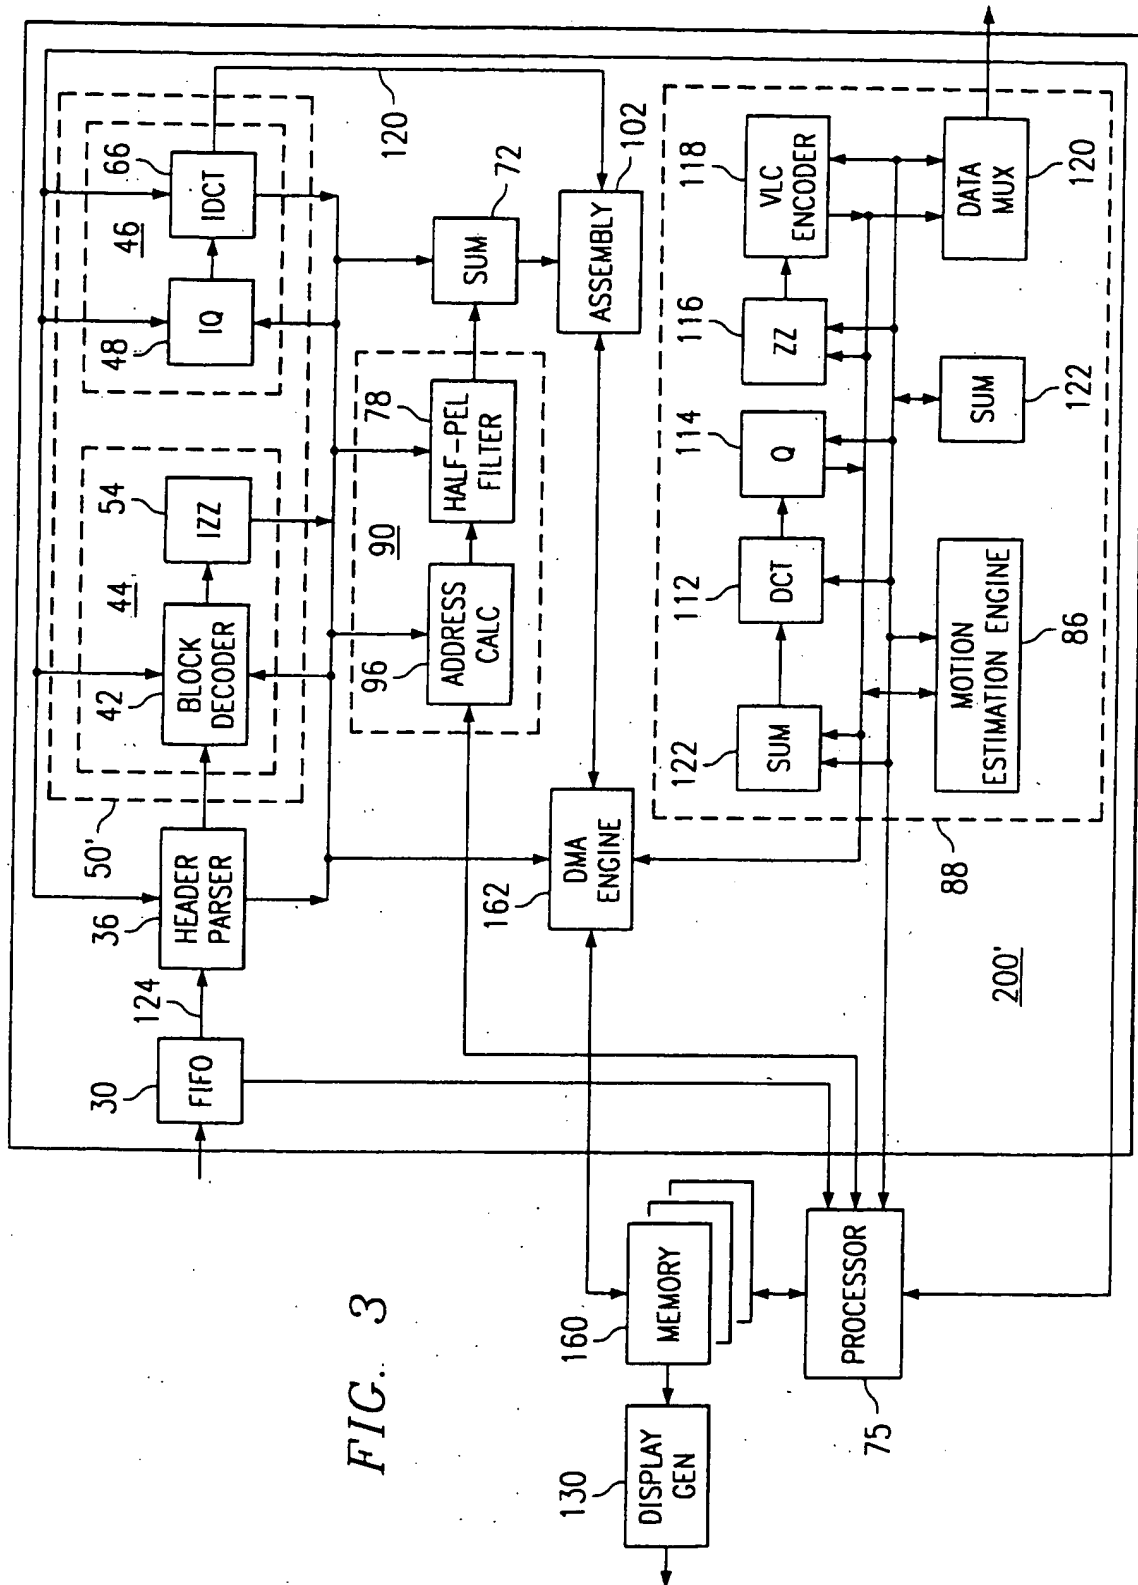 30
FIFO
124
36
HEADER
PARSER
50'
42
BLOCK
DECODER
44
54
IZZ
48
IQ
46
66
IDCT
120
96
ADDRESS
CALC
90
78
HALF-PEL
FILTER
72
SUM
102
ASSEMBLY
162
DMA
ENGINE
122
SUM
112
DCT
114
Q
116
ZZ
118
VLC
ENCODER
88
MOTION
ESTIMATION ENGINE
86
SUM
122
DATA
MUX
120
200'
130
DISPLAY
GEN
160
MEMORY
PROCESSOR
75
FIG. 3